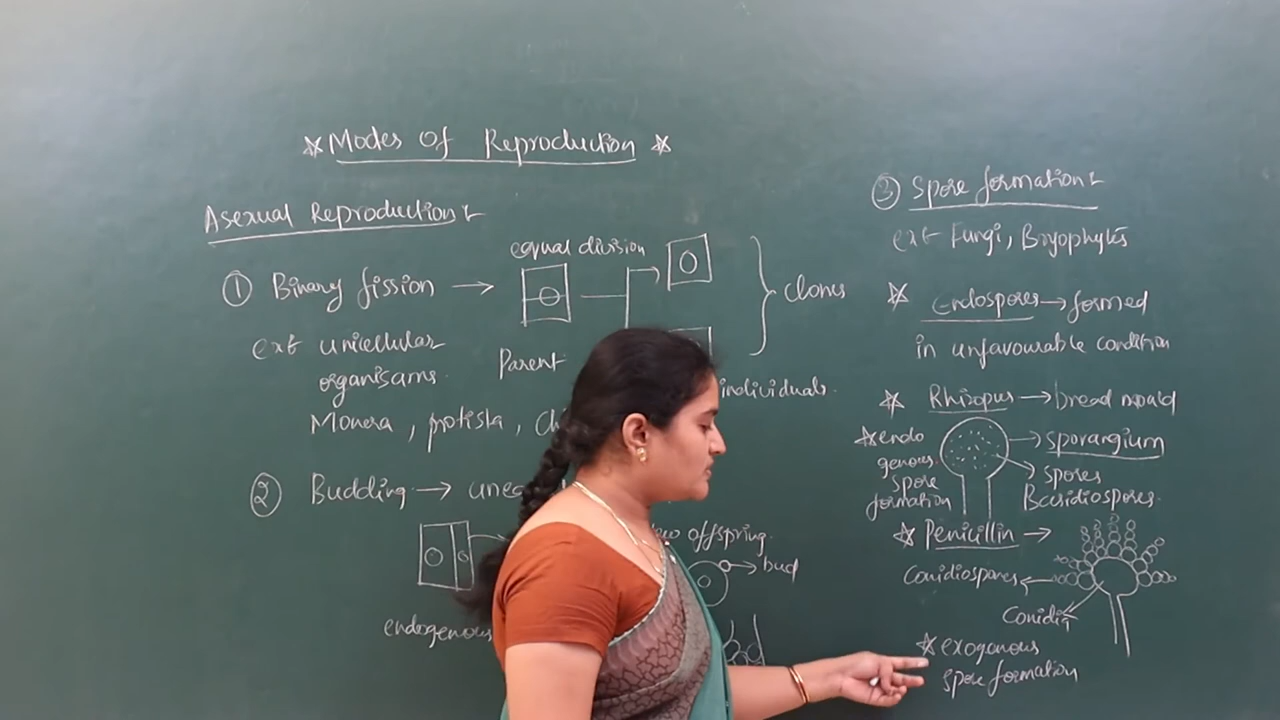 Modes of Reproduction
Asexual Reproduction
① Binary fission → equal division
clones
ex: unicellular
organisams.
Parent
individuals.
Monera, protista,
② Budding →
new offspring.
bud
endogenous
③ Spore formation
ex: Fungi, Bryophytes
Endospores → formed
in unfavourable condition
Rhizopus → bread mould
endo
genous
spore
formation
sporangium
spores
Basidiospores.
Penicillin →
Conidiospores
Conidia
exogenous
spore formation